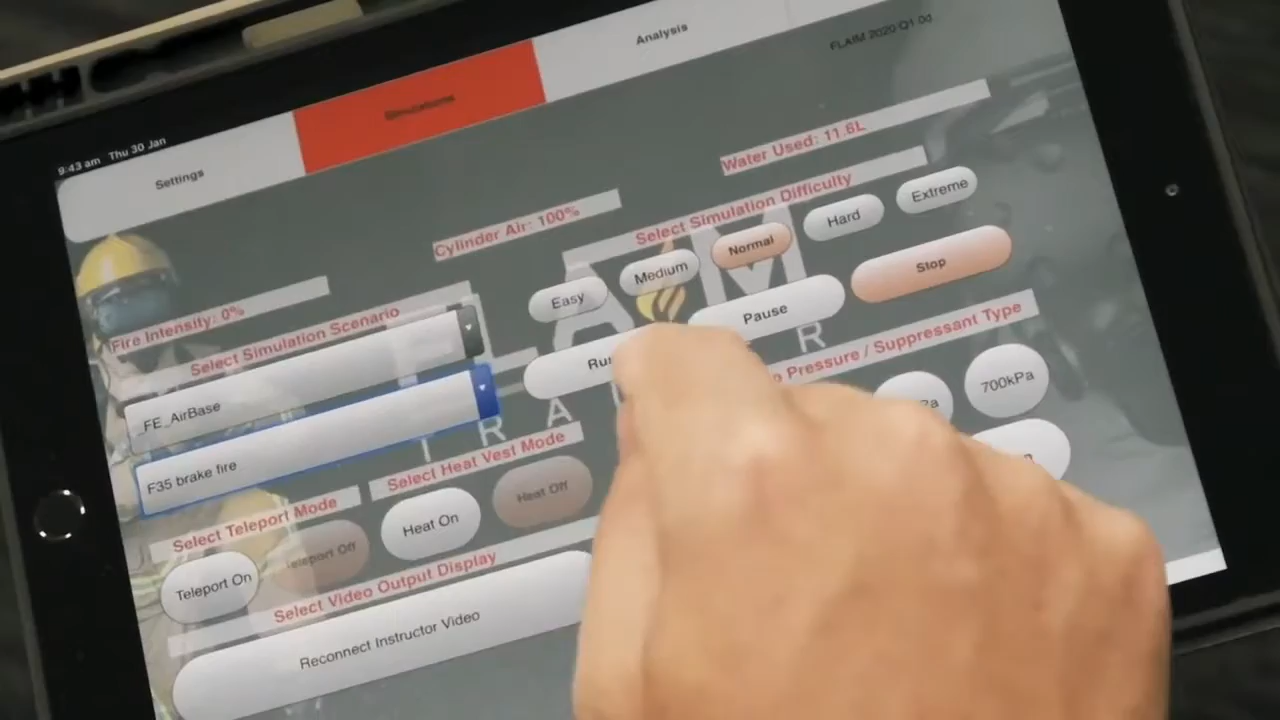 9:43 am Thu 30 Jan
Settings
Simulations
Analysis
FLAIM 2020 Q1.0d
Water Used: 11.6L
Cylinder Air: 100%
Select Simulation Difficulty
Easy
Medium
Normal
Hard
Extreme
Fire Intensity: 0%
Select Simulation Scenario
FE_AirBase
F35 brake fire
Pause
Stop
Pressure / Suppressant Type
700kPa
Select Heat Vest Mode
Heat On
Heat Off
Select Teleport Mode
Teleport On
Teleport Off
Select Video Output Display
Reconnect Instructor Video